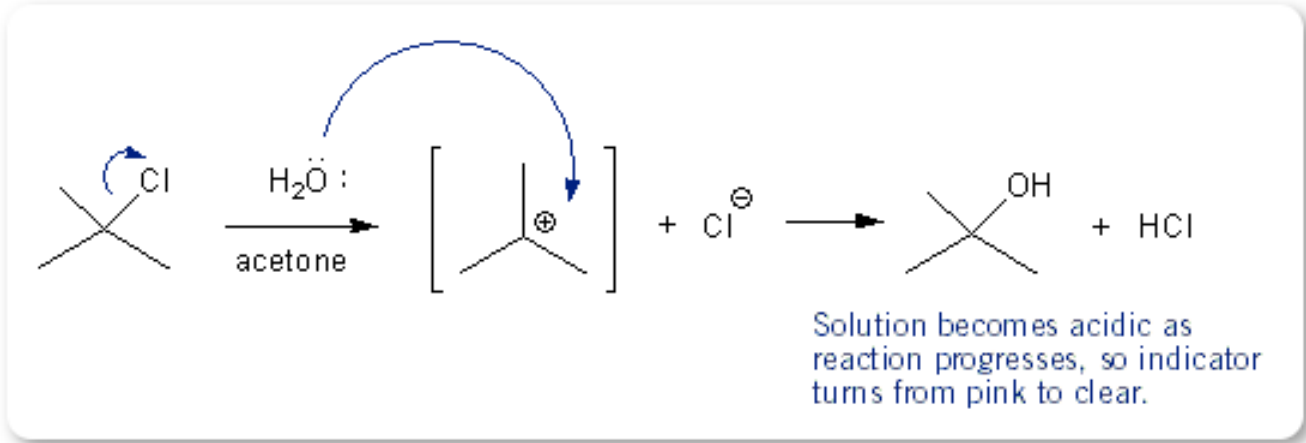 Cl H₂Ö: ⊕ + Cl⊖ OH + HCl
acetone
Solution becomes acidic as
reaction progresses, so indicator
turns from pink to clear.